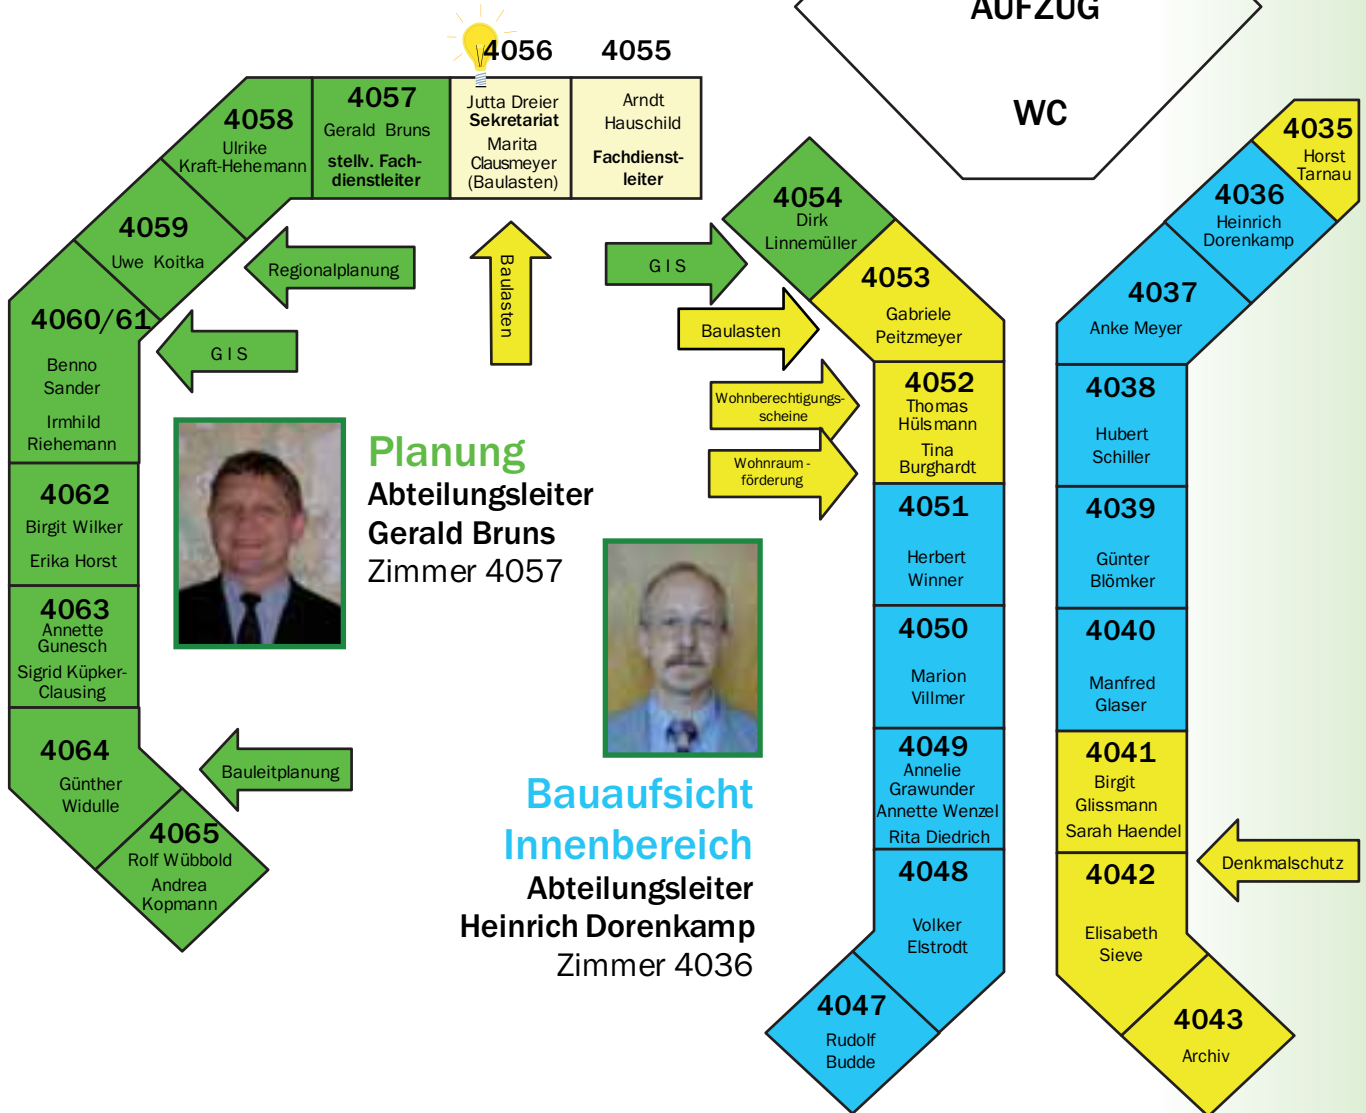 AUFZUG
WC
4056
4055
4058
Ulrike
Kraft-Hehemann
4057
Gerald Bruns
stellv. Fach-
dienstleiter
Jutta Dreier
Sekretariat
Marita
Clausmeyer
(Baulasten)
Arndt
Hauschild
Fachdienst-
leiter
4059
Uwe Koitka
Regionalplanung
Baulasten
GIS
4054
Dirk
Linnemüller
4053
Gabriele
Peitzmeyer
Baulasten
4035
Horst
Tarnau
4036
Heinrich
Dorenkamp
4037
Anke Meyer
4060/61
Benno
Sander
Irmhild
Riehemann
GIS
Wohnberechtigungs-
scheine
Wohnraum-
förderung
4052
Thomas
Hülsmann
Tina
Burghardt
4038
Hubert
Schiller
Planung
Abteilungsleiter
Gerald Bruns
Zimmer 4057
4062
Birgit Wilker
Erika Horst
4051
Herbert
Winner
4039
Günter
Blömker
4063
Annette
Gunesch
Sigrid Küpker-
Clausing
4050
Marion
Villmer
4040
Manfred
Glaser
4064
Günther
Widulle
Bauleitplanung
4065
Rolf Wübbold
Andrea
Kopmann
Bauaufsicht
Innenbereich
Abteilungsleiter
Heinrich Dorenkamp
Zimmer 4036
4049
Annelie
Grawunder
Annette Wenzel
Rita Diedrich
4041
Birgit
Glissmann
Sarah Haendel
Denkmalschutz
4048
Volker
Elstrodt
4042
Elisabeth
Sieve
4047
Rudolf
Budde
4043
Archiv